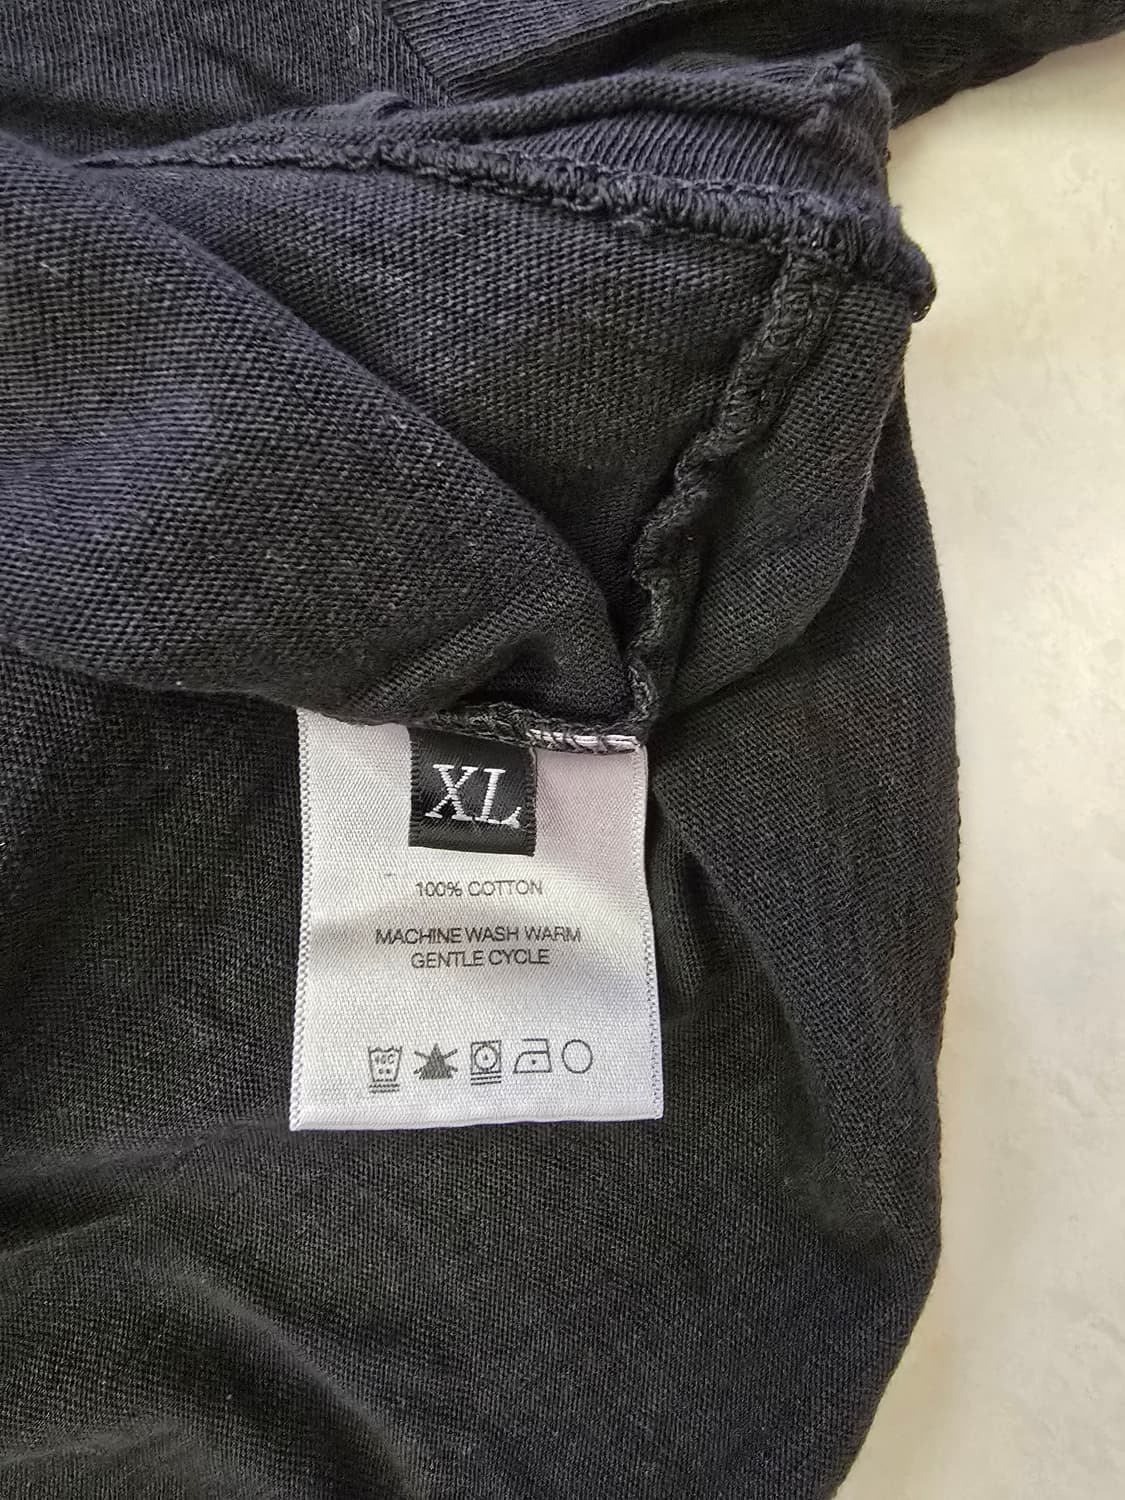 XL
100% COTTON
MACHINE WASH WARM
GENTLE CYCLE